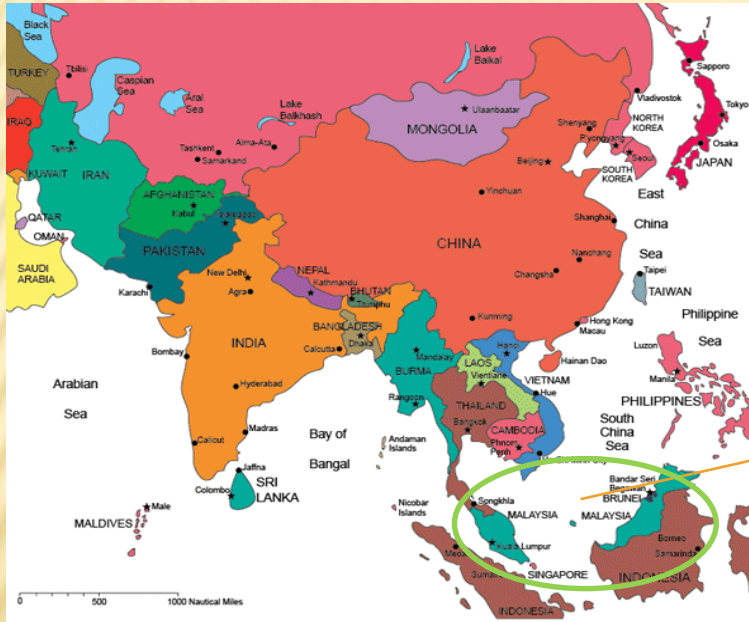 Black
Sea
Tbilisi
TURKEY
Caspian
Sea
Aral
Sea
Lake
Balkhash
Lake
Baikal
Ulaanbaatar
MONGOLIA
Sapporo
Vladivostok
Tokyo
NORTH
KOREA
Shenyang
Pyongyang
Seoul
Osaka
JAPAN
SOUTH
KOREA
Beijing
IRAQ
Tehran
Tashkent
Alma-Ata
Samarkand
KUWAIT
IRAN
AFGHANISTAN
Kabul
Yinchuan
East
China
Sea
Shanghai
QATAR
OMAN
PAKISTAN
CHINA
Nanchang
Changsha
Taipei
TAIWAN
SAUDI
ARABIA
New Delhi
NEPAL
Kathmandu
BHUTAN
Thimphu
Karachi
Agra
Kunming
Hong Kong
Macau
Philippine
Sea
BANGLADESH
Dhaka
INDIA
Calcutta
Mandalay
BURMA
Hanoi
LAOS
Vientiane
Hainan Dao
Luzon
Bombay
Manila
Arabian
Sea
Hyderabad
Rangoon
VIETNAM
Hue
THAILAND
Bangkok
PHILIPPINES
South
China
Sea
CAMBODIA
Phnom
Penh
Madras
Calicut
Bay of
Bangal
Andaman
Islands
Jaffna
Colombo
SRI
LANKA
Nicobar
Islands
Songkhla
Bandar Seri
Begawan
BRUNEI
MALAYSIA
MALAYSIA
Male
MALDIVES
Kuala Lumpur
Borneo
Samarinda
SINGAPORE
INDONESIA
INDONESIA
0
500
1000 Nautical Miles